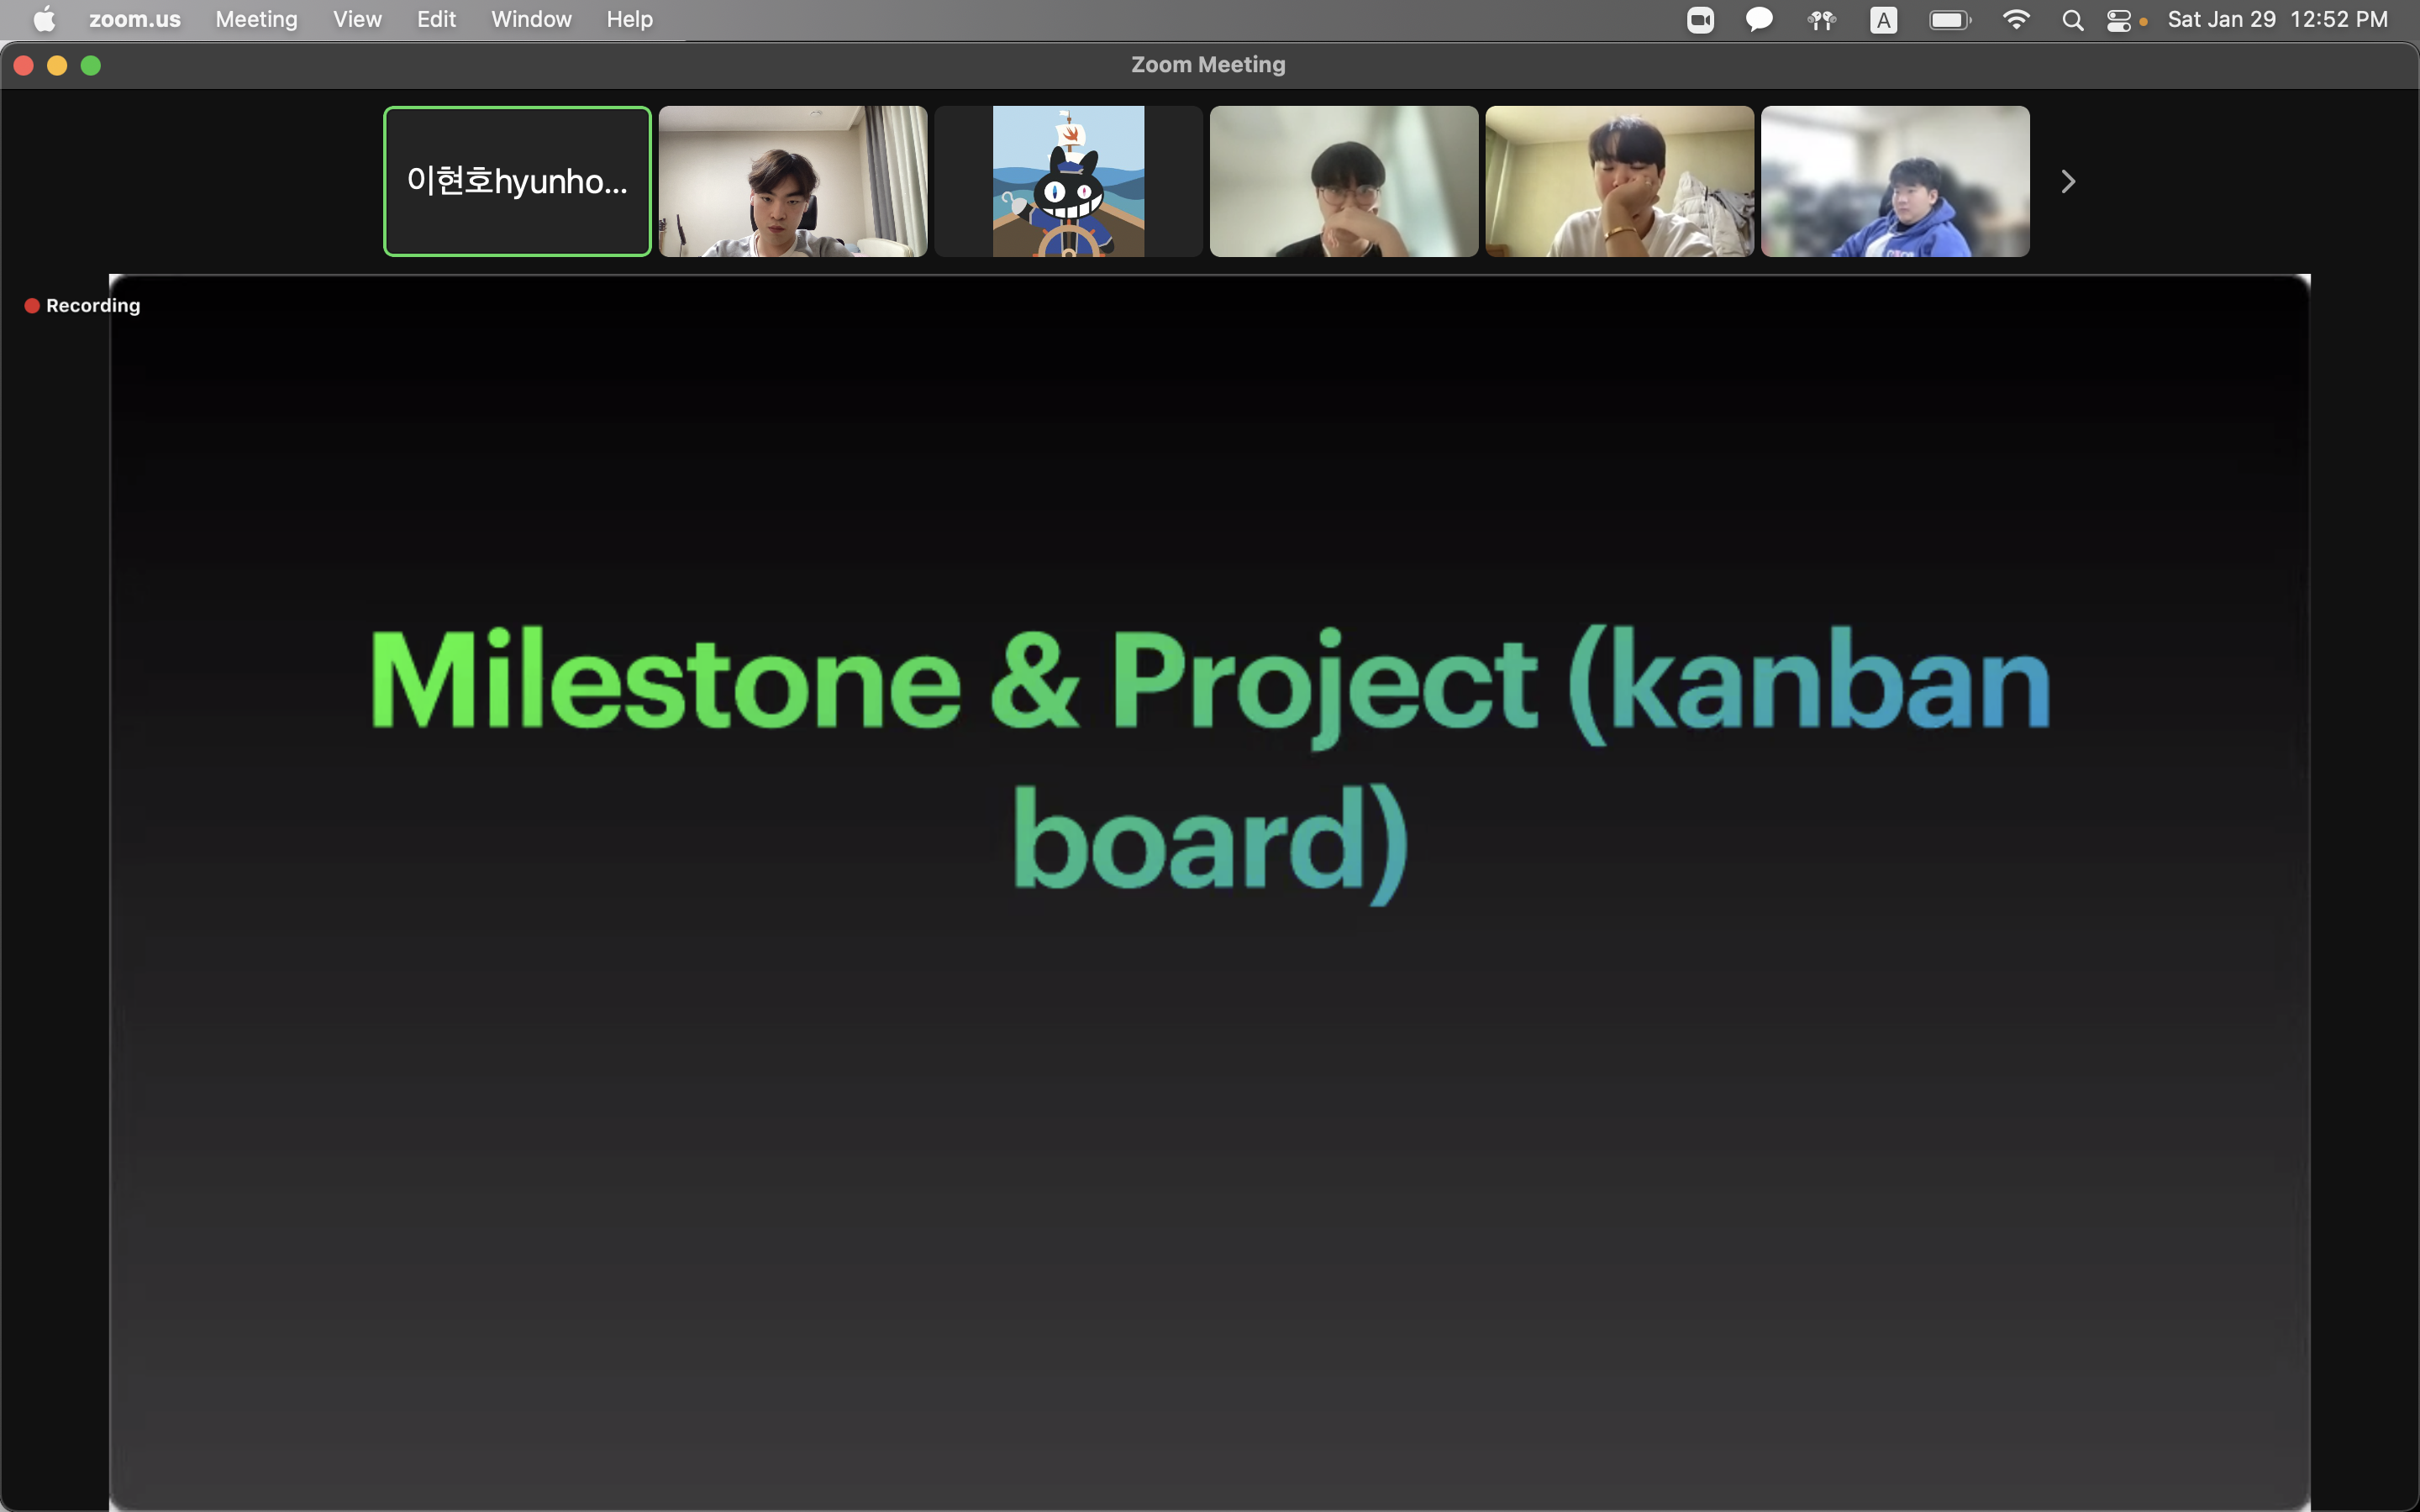 zoom.us Meeting View Edit Window Help A Sat Jan 29 12:52 PM
Zoom Meeting
이현호hyunho...
Recording
Milestone & Project (kanban
board)